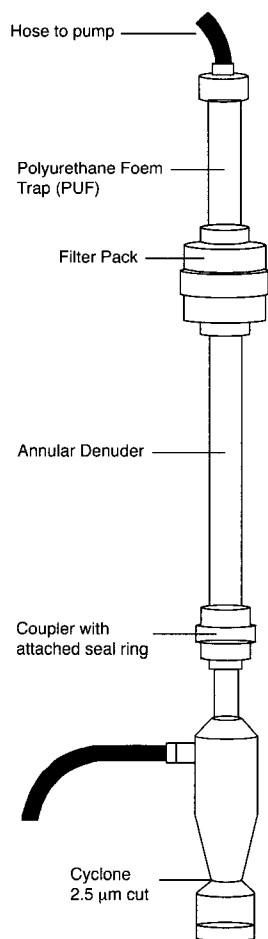 Hose to pump
Polyurethane Foem
Trap (PUF)
Filter Pack
Annular Denuder
Coupler with
attached seal ring
Cyclone
2.5 μm cut